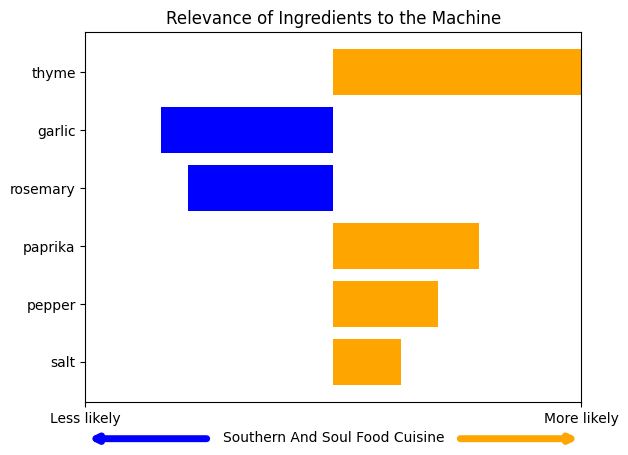 Relevance of Ingredients to the Machine
thyme
garlic
rosemary
paprika
pepper
salt
Less likely
More likely
Southern And Soul Food Cuisine